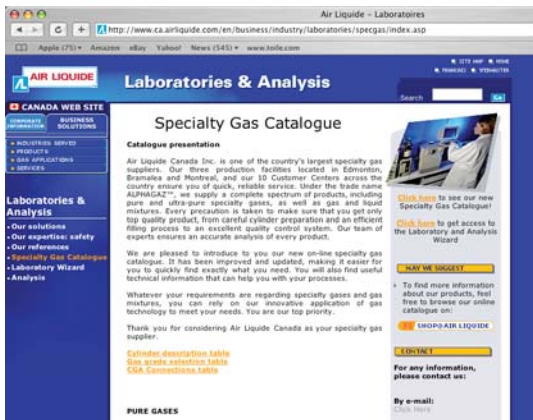 Air Liquide - Laboratoires
http://www.ca.airliquide.com/en/business/industry/laboratories/specgas/index.asp
Apple (75) Amazon eBay Yahoo! News (545) www.toile.com
SITE MAP HOME
FRANCAIS WEBMASTER
AIR LIQUIDE
Laboratories & Analysis
Search Go
CANADA WEB SITE
CORPORATE INFORMATION
BUSINESS SOLUTIONS
INDUSTRIES SERVED
PRODUCTS
GAS APPLICATIONS
SERVICES
Laboratories &
Analysis
Our solutions
Our expertise: safety
Our references
Specialty Gas Catalogue
Laboratory Wizard
Analysis
Specialty Gas Catalogue
Catalogue presentation
Air Liquide Canada Inc. is one of the country's largest specialty gas
suppliers. Our three production facilities located in Edmonton,
Bramalea and Montreal, and our 10 Customer Centers across the
country ensure you of quick, reliable service. Under the trade name
ALPHAGAZ™, we supply a complete spectrum of products, including
pure and ultra-pure specialty gases, as well as gas and liquid
mixtures. Every precaution is taken to make sure that you get only
top quality product, from careful cylinder preparation and an efficient
filling process to an excellent quality control system. Our team of
experts ensures an accurate analysis of every product.
We are pleased to introduce to you our new on-line specialty gas
catalogue. It has been improved and updated, making it easier for
you to quickly find exactly what you need. You will also find useful
technical information that can help you with your processes.
Whatever your requirements are regarding specialty gases and gas
mixtures, you can rely on our innovative application of gas
technology to meet your needs. You are our top priority.
Thank you for considering Air Liquide Canada as your specialty gas
supplier.
Cylinder description table
Gas grade selection table
CGA Connections table
PURE GASES
Click here to see our new
Specialty Gas Catalogue!
Click here to get access to
the Laboratory and Analysis
Wizard
MAY WE SUGGEST
To find more information
about our products, feel
free to browse our online
catalogue on:
SHOP@AIR LIQUIDE
CONTACT
For any information,
please contact us:
By e-mail:
Click Here